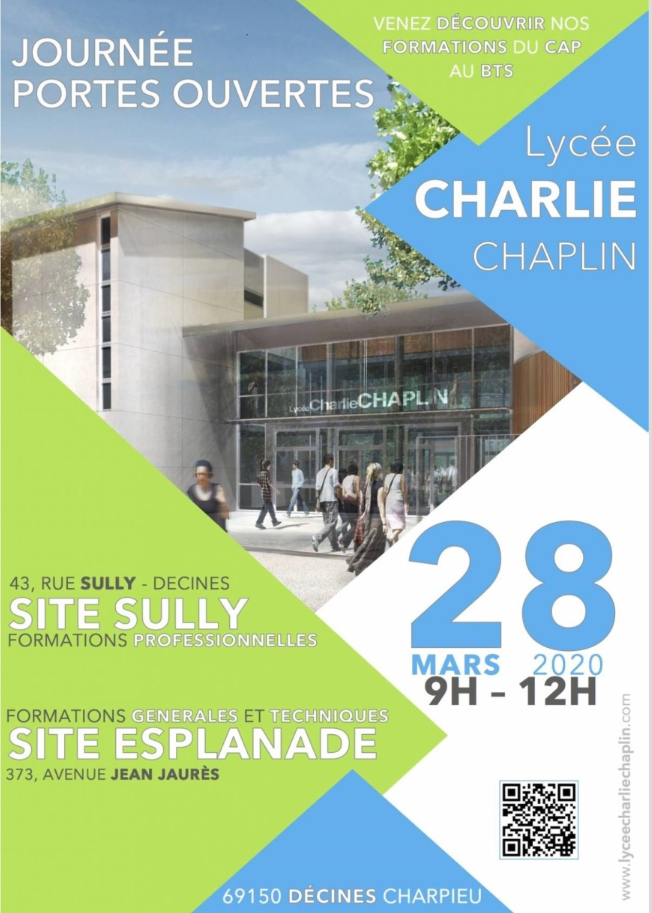 JOURNÉE
PORTES OUVERTES
VENEZ DÉCOUVRIR NOS
FORMATIONS DU CAP
AU BTS
Lycée
CHARLIE
CHAPLIN
Lycée CharlieCHAPLIN
28
MARS 2020
9H – 12H
43, RUE SULLY - DECINES
SITE SULLY
FORMATIONS PROFESSIONNELLES
FORMATIONS GENERALES ET TECHNIQUES
SITE ESPLANADE
373, AVENUE JEAN JAURÈS
www.lyceecharliechaplin.com
69150 DÉCINES CHARPIEU